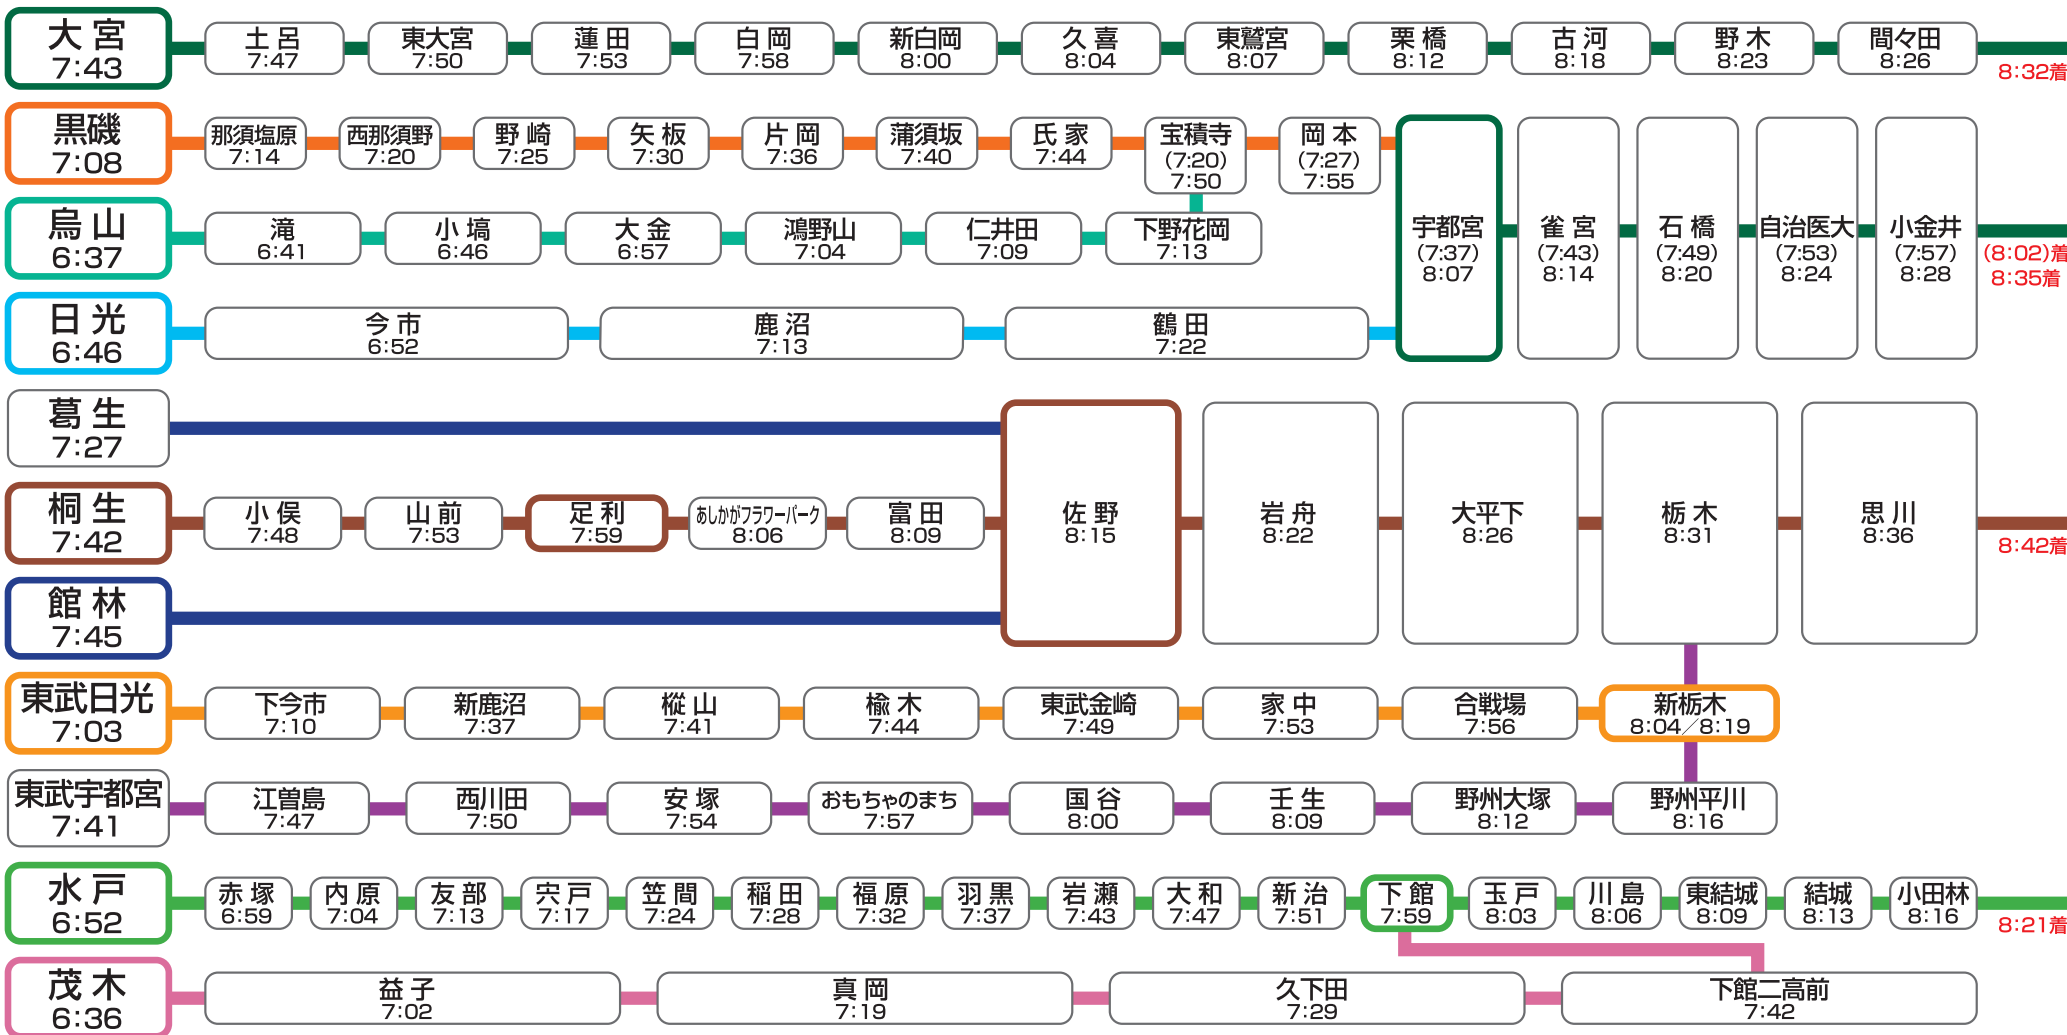 大宮
7:43
土呂
7:47
東大宮
7:50
蓮田
7:53
白岡
7:58
新白岡
8:00
久喜
8:04
東鷲宮
8:07
栗橋
8:12
古河
8:18
野木
8:23
間々田
8:26
8:32着
黒磯
7:08
那須塩原
7:14
西那須野
7:20
野崎
7:25
矢板
7:30
片岡
7:36
蒲須坂
7:40
氏家
7:44
宝積寺
(7:20)
7:50
岡本
(7:27)
7:55
烏山
6:37
滝
6:41
小塙
6:46
大金
6:57
鴻野山
7:04
仁井田
7:09
下野花岡
7:13
宇都宮
(7:37)
8:07
雀宮
(7:43)
8:14
石橋
(7:49)
8:20
自治医大
(7:53)
8:24
小金井
(7:57)
8:28
(8:02)着
8:35着
日光
6:46
今市
6:52
鹿沼
7:13
鶴田
7:22
葛生
7:27
桐生
7:42
小俣
7:48
山前
7:53
足利
7:59
あしかがフラワーパーク
8:06
富田
8:09
佐野
8:15
岩舟
8:22
大平下
8:26
栃木
8:31
思川
8:36
8:42着
館林
7:45
東武日光
7:03
下今市
7:10
新鹿沼
7:37
樅山
7:41
楡木
7:44
東武金崎
7:49
家中
7:53
合戦場
7:56
新栃木
8:04／8:19
東武宇都宮
7:41
江曽島
7:47
西川田
7:50
安塚
7:54
おもちゃのまち
7:57
国谷
8:00
壬生
8:09
野州大塚
8:12
野州平川
8:16
水戸
6:52
赤塚
6:59
内原
7:04
友部
7:13
宍戸
7:17
笠間
7:24
稲田
7:28
福原
7:32
羽黒
7:37
岩瀬
7:43
大和
7:47
新治
7:51
下館
7:59
玉戸
8:03
川島
8:06
東結城
8:09
結城
8:13
小田林
8:16
8:21着
茂木
6:36
益子
7:02
真岡
7:19
久下田
7:29
下館二高前
7:42